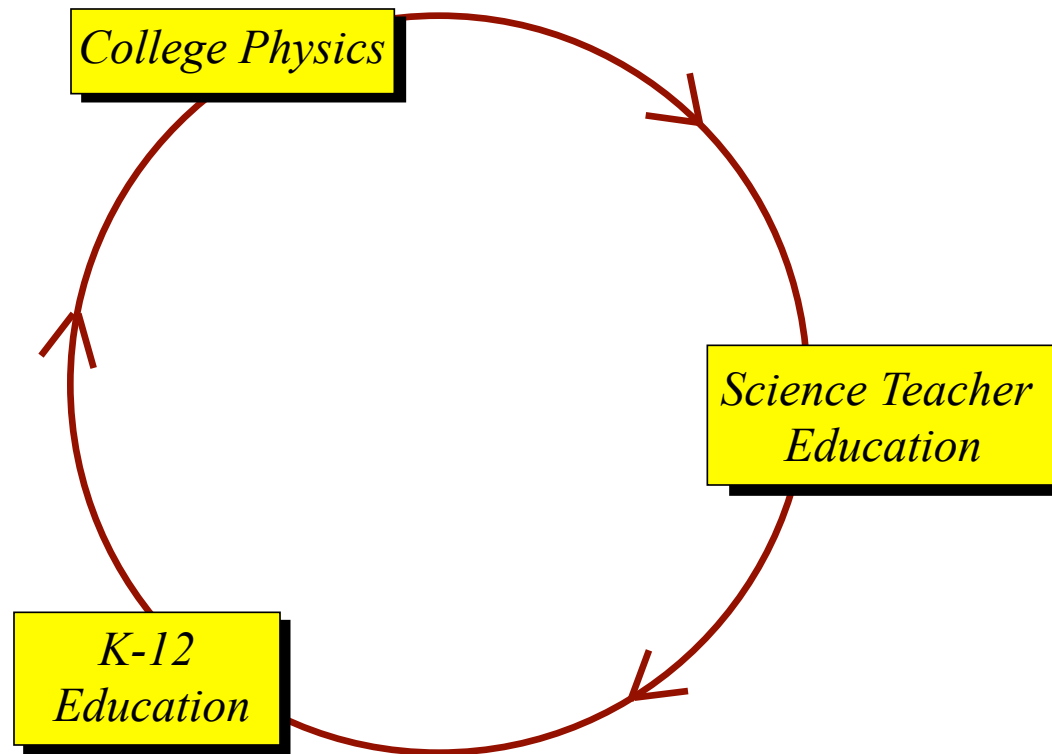 College Physics
Science Teacher
Education
K-12
Education